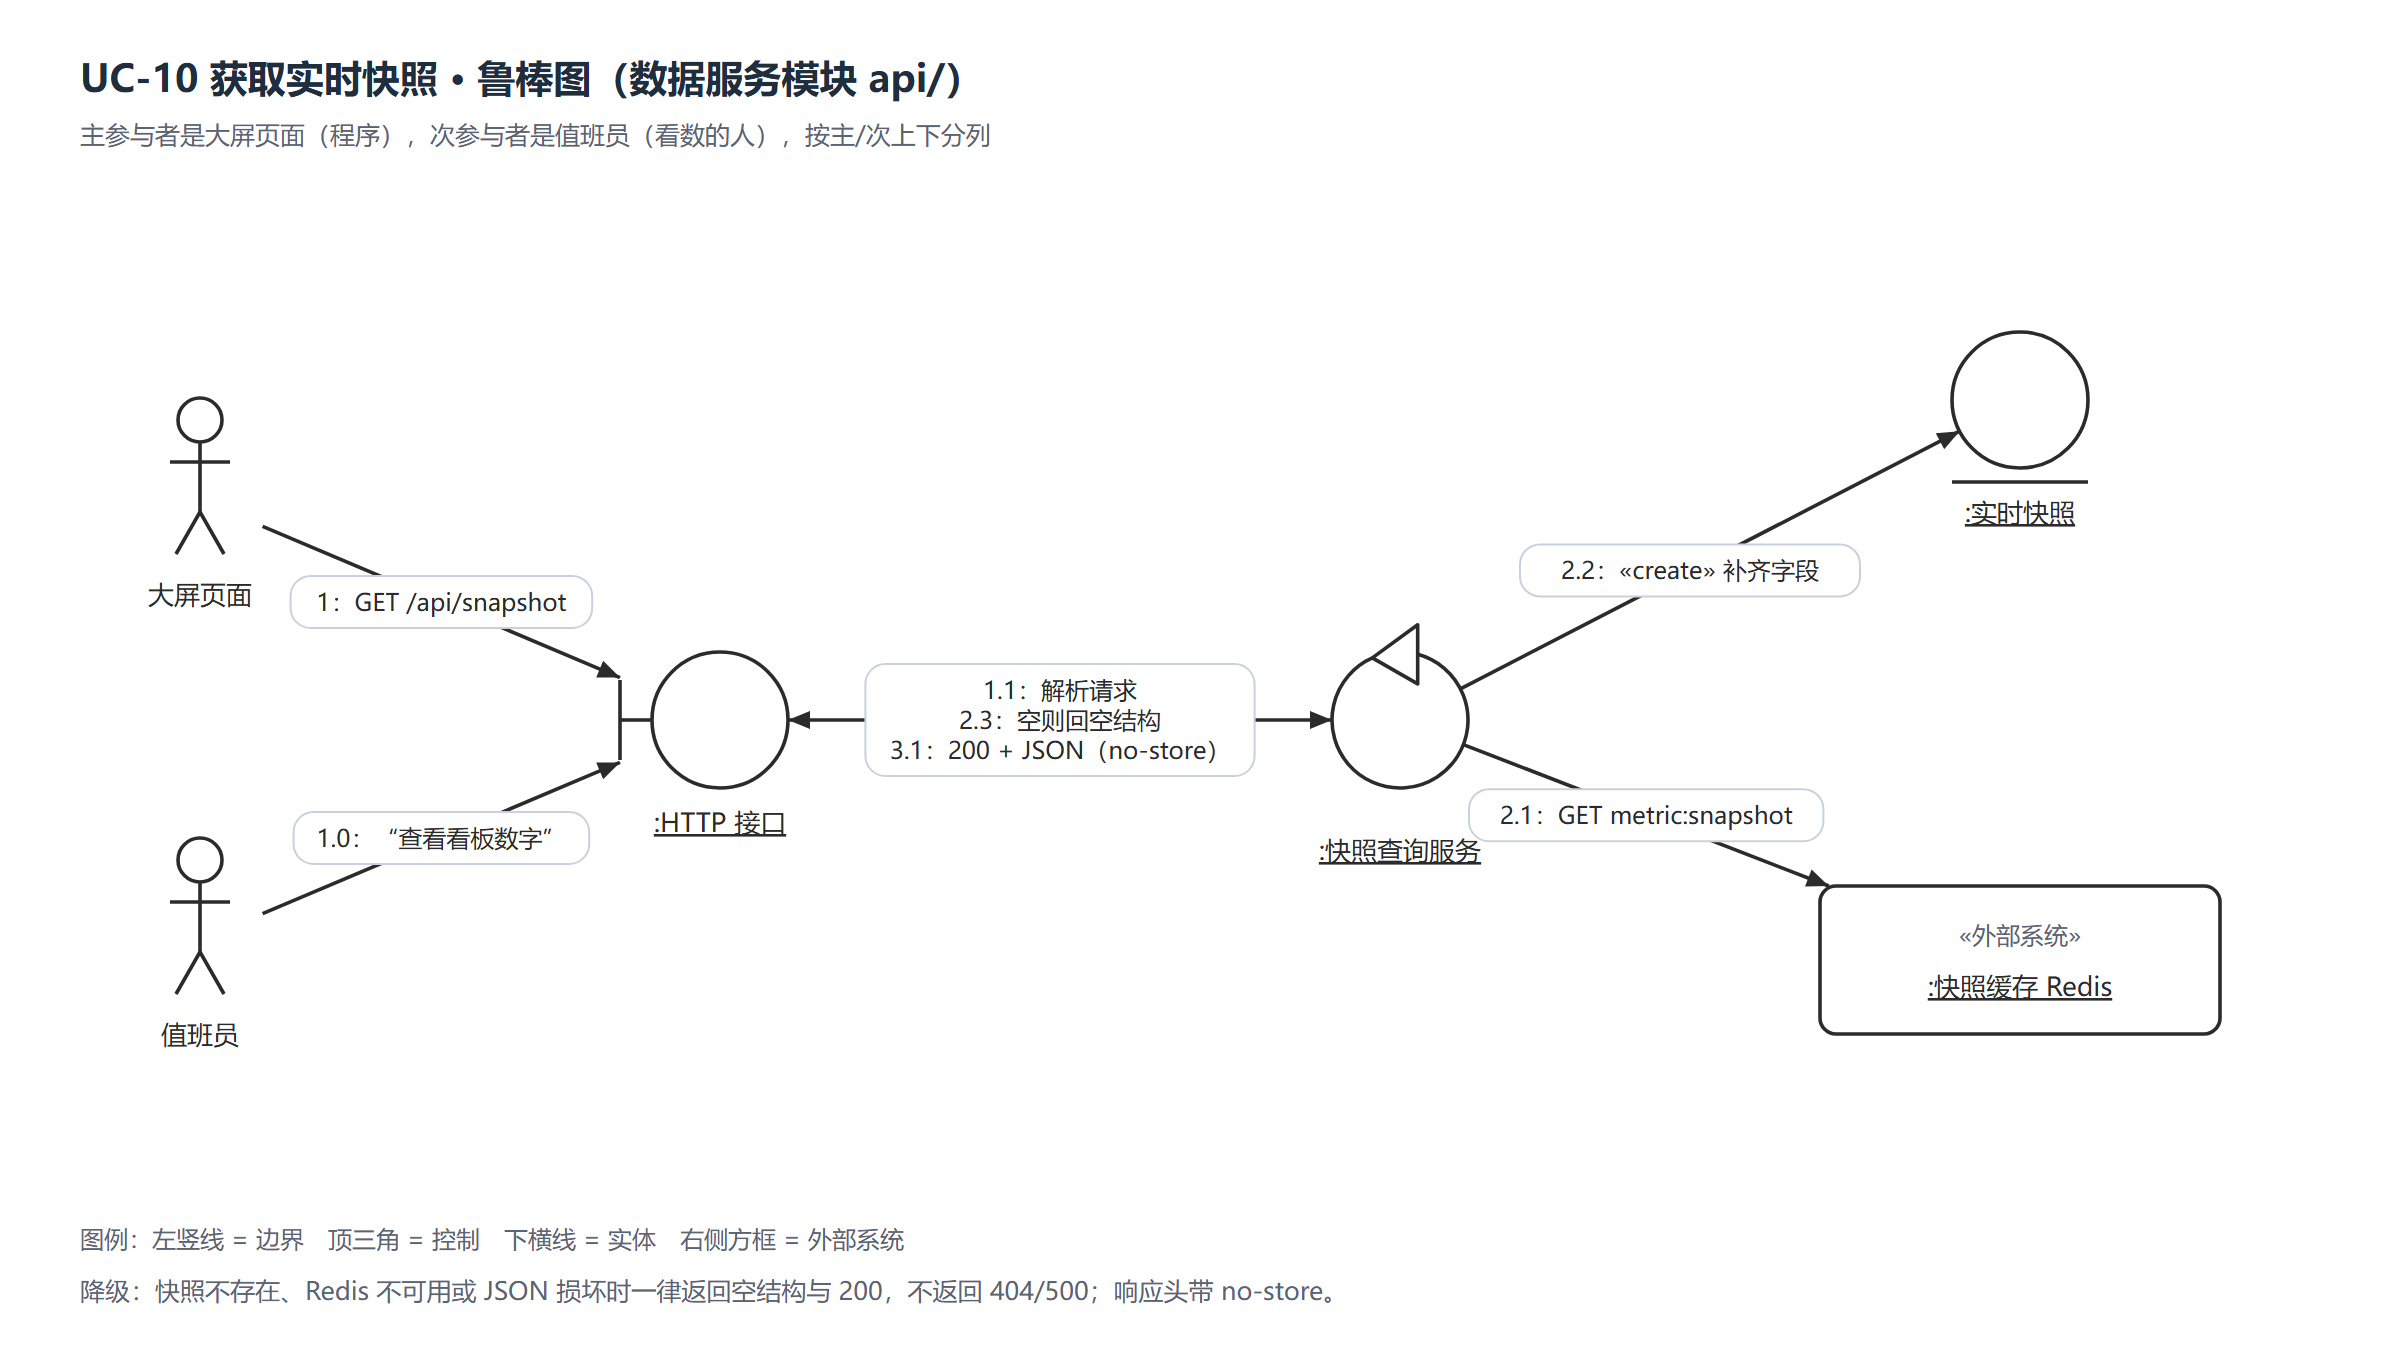 UC-10 获取实时快照 • 鲁棒图（数据服务模块 api/）
主参与者是大屏页面（程序），次参与者是值班员（看数的人），按主/次上下分列
大屏页面
1：GET /api/snapshot
1.0：“查看看板数字”
值班员
:HTTP 接口
1.1：解析请求
2.3：空则回空结构
3.1：200 + JSON（no-store）
:快照查询服务
2.2：«create» 补齐字段
:实时快照
2.1：GET metric:snapshot
«外部系统»
:快照缓存 Redis
图例：左竖线 = 边界　顶三角 = 控制　下横线 = 实体　右侧方框 = 外部系统
降级：快照不存在、Redis 不可用或 JSON 损坏时一律返回空结构与 200，不返回 404/500；响应头带 no-store。